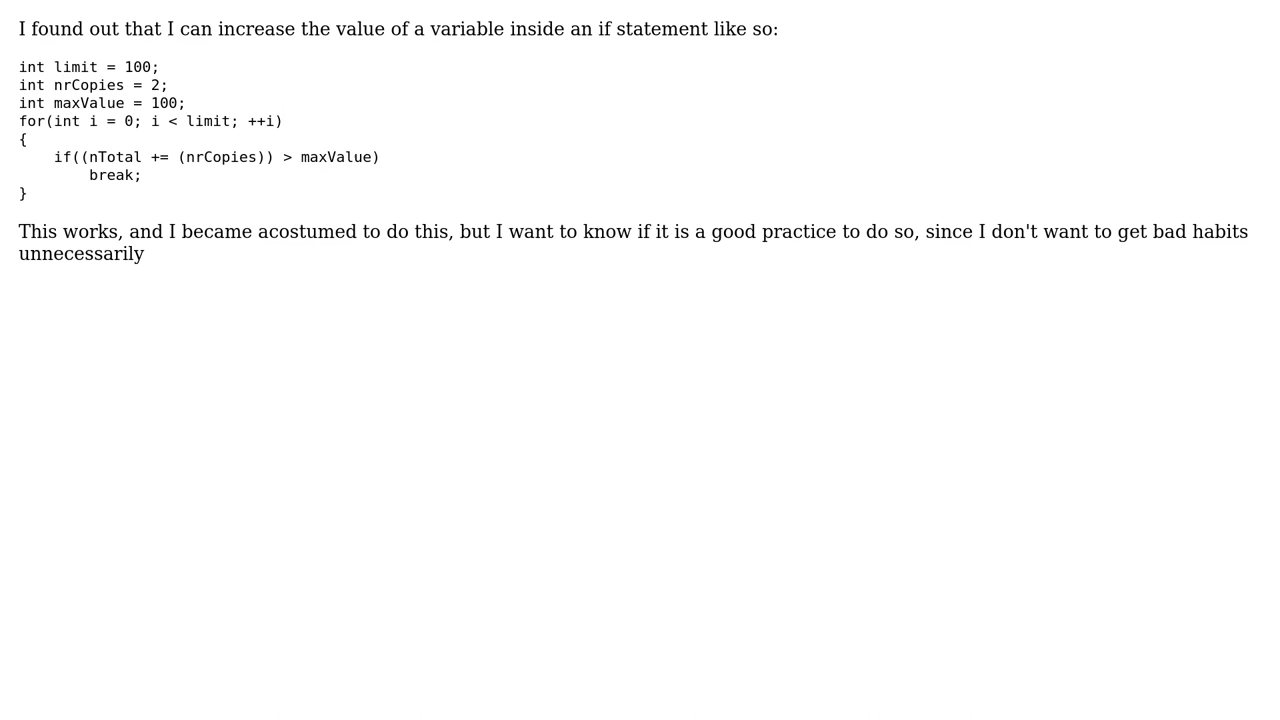 I found out that I can increase the value of a variable inside an if statement like so:
int limit = 100;
int nrCopies = 2;
int maxValue = 100;
for(int i = 0; i < limit; ++i)
{
    if((nTotal += (nrCopies)) > maxValue)
        break;
}
This works, and I became acostumed to do this, but I want to know if it is a good practice to do so, since I don't want to get bad habits
unnecessarily